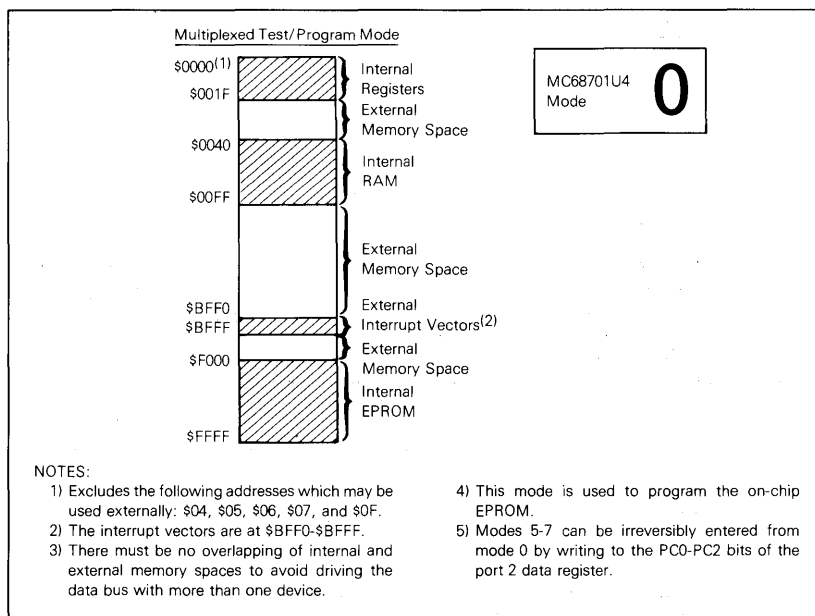 Multiplexed Test/Program Mode
$0000(1)
Internal
Registers
$001F
External
Memory Space
$0040
Internal
RAM
$00FF
External
Memory Space
$BFF0
External
$BFFF
Interrupt Vectors(2)
External
$F000
Memory Space
Internal
EPROM
$FFFF
MC68701U4
Mode
0
NOTES:
1) Excludes the following addresses which may be
used externally: $04, $05, $06, $07, and $0F.
2) The interrupt vectors are at $BFF0-$BFFF.
3) There must be no overlapping of internal and
external memory spaces to avoid driving the
data bus with more than one device.
4) This mode is used to program the on-chip
EPROM.
5) Modes 5-7 can be irreversibly entered from
mode 0 by writing to the PC0-PC2 bits of the
port 2 data register.